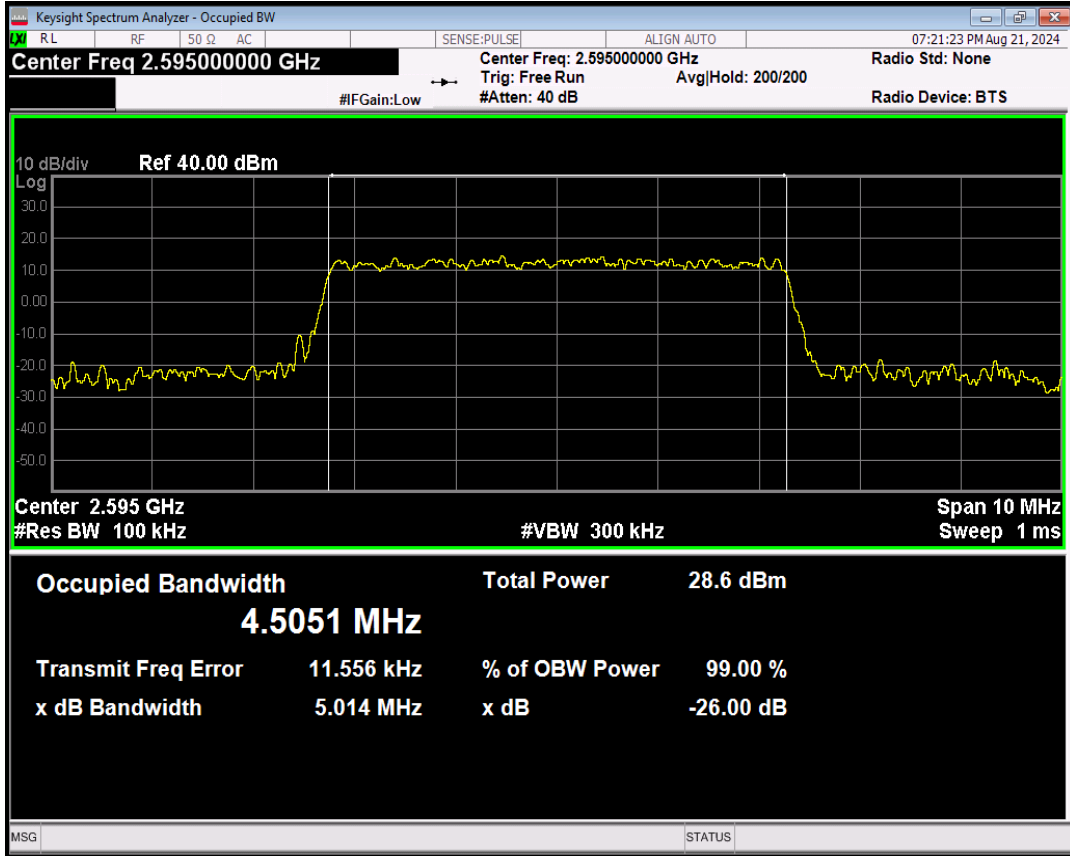 Keysight Spectrum Analyzer - Occupied BW
LXI RL RF 50 Ω AC SENSE:PULSE ALIGN AUTO 07:21:23 PM Aug 21, 2024
Center Freq 2.595000000 GHz Center Freq: 2.595000000 GHz Radio Std: None
Trig: Free Run Avg|Hold: 200/200
#IFGain:Low #Atten: 40 dB Radio Device: BTS
10 dB/div Ref 40.00 dBm
Log
30.0
20.0
10.0
0.00
-10.0
-20.0
-30.0
-40.0
-50.0
Center 2.595 GHz Span 10 MHz
#Res BW 100 kHz #VBW 300 kHz Sweep 1 ms
Occupied Bandwidth Total Power 28.6 dBm
4.5051 MHz
Transmit Freq Error 11.556 kHz % of OBW Power 99.00 %
x dB Bandwidth 5.014 MHz x dB -26.00 dB
MSG STATUS